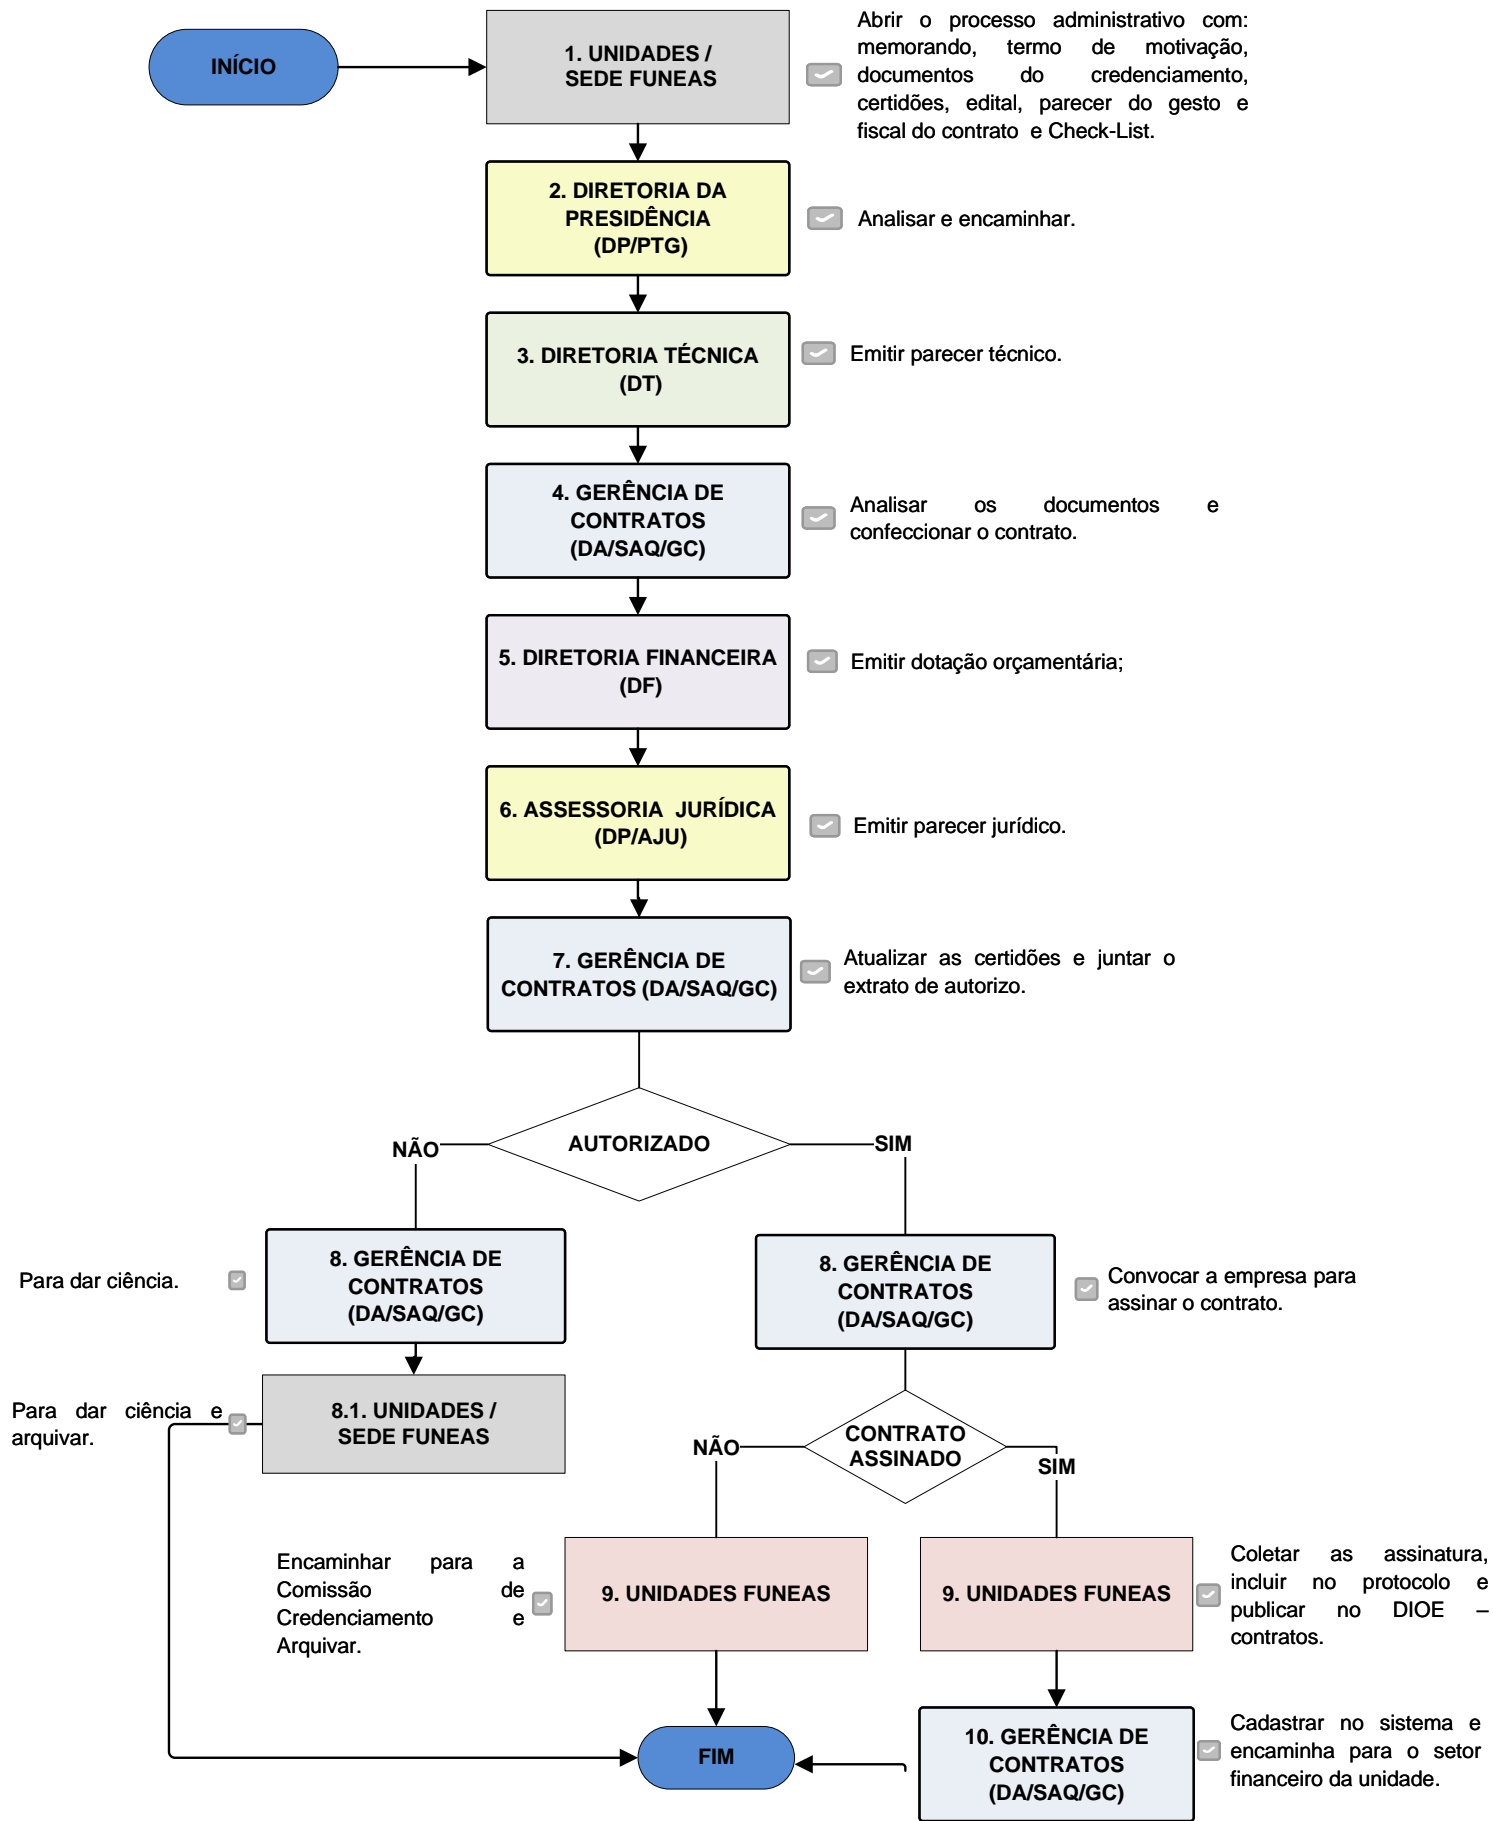 INÍCIO
1. UNIDADES /
SEDE FUNEAS
Abrir o processo administrativo com:
memorando, termo de motivação,
documentos do credenciamento,
certidões, edital, parecer do gesto e
fiscal do contrato e Check-List.
2. DIRETORIA DA
PRESIDÊNCIA
(DP/PTG)
Analisar e encaminhar.
3. DIRETORIA TÉCNICA
(DT)
Emitir parecer técnico.
4. GERÊNCIA DE
CONTRATOS
(DA/SAQ/GC)
Analisar os documentos e
confeccionar o contrato.
5. DIRETORIA FINANCEIRA
(DF)
Emitir dotação orçamentária;
6. ASSESSORIA JURÍDICA
(DP/AJU)
Emitir parecer jurídico.
7. GERÊNCIA DE
CONTRATOS (DA/SAQ/GC)
Atualizar as certidões e juntar o
extrato de autorizo.
AUTORIZADO
NÃO
SIM
8. GERÊNCIA DE
CONTRATOS
(DA/SAQ/GC)
Para dar ciência.
8. GERÊNCIA DE
CONTRATOS
(DA/SAQ/GC)
Convocar a empresa para
assinar o contrato.
8.1. UNIDADES /
SEDE FUNEAS
Para dar ciência e
arquivar.
CONTRATO
ASSINADO
NÃO
SIM
9. UNIDADES FUNEAS
Encaminhar para a
Comissão de
Credenciamento e
Arquivar.
9. UNIDADES FUNEAS
Coletar as assinatura,
incluir no protocolo e
publicar no DIOE –
contratos.
FIM
10. GERÊNCIA DE
CONTRATOS
(DA/SAQ/GC)
Cadastrar no sistema e
encaminha para o setor
financeiro da unidade.